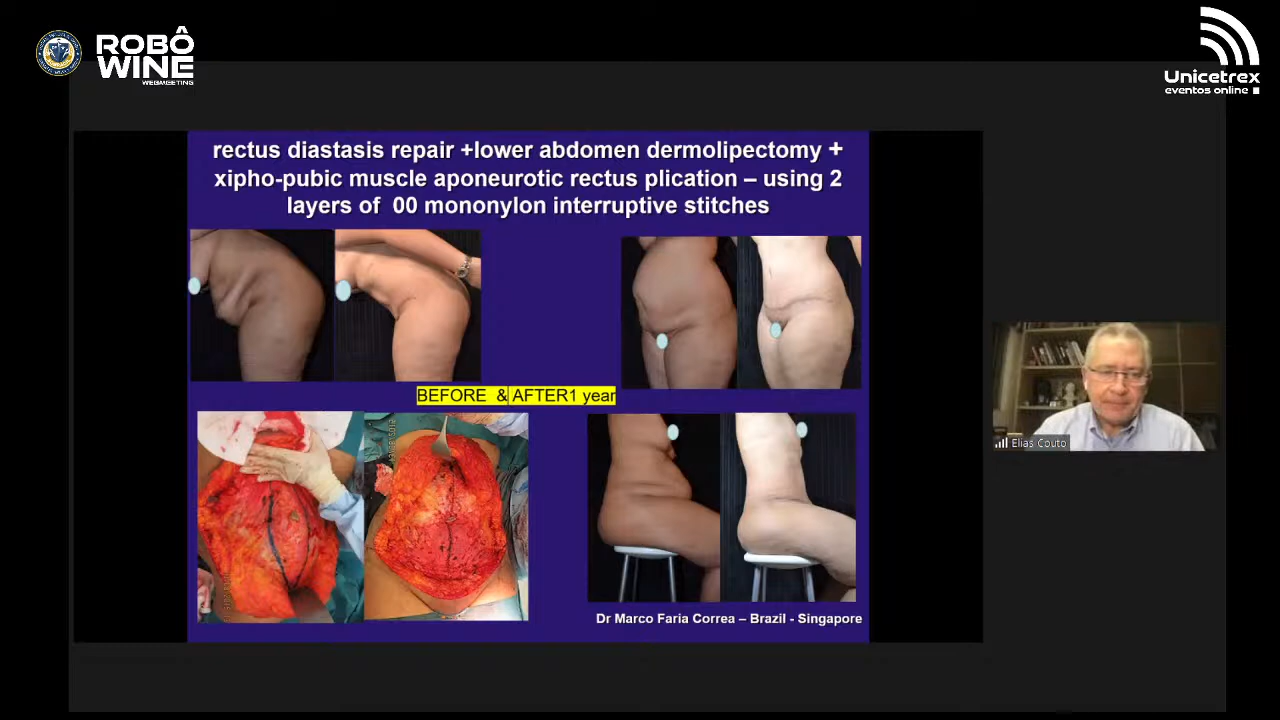 ROBÔ
WINE
WEBMEETING
Unicetrex
eventos online
rectus diastasis repair +lower abdomen dermolipectomy +
xipho-pubic muscle aponeurotic rectus plication – using 2
layers of 00 mononylon interruptive stitches
BEFORE & AFTER1 year
Elias Couto
Dr Marco Faria Correa – Brazil - Singapore